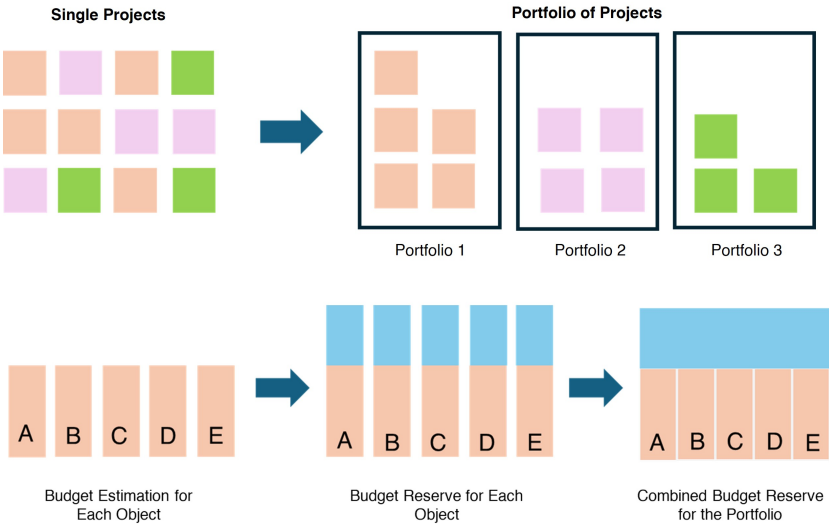 Single Projects
Portfolio of Projects
Portfolio 1
Portfolio 2
Portfolio 3
A B C D E
A B C D E
A B C D E
Budget Estimation for
Each Object
Budget Reserve for Each
Object
Combined Budget Reserve
for the Portfolio